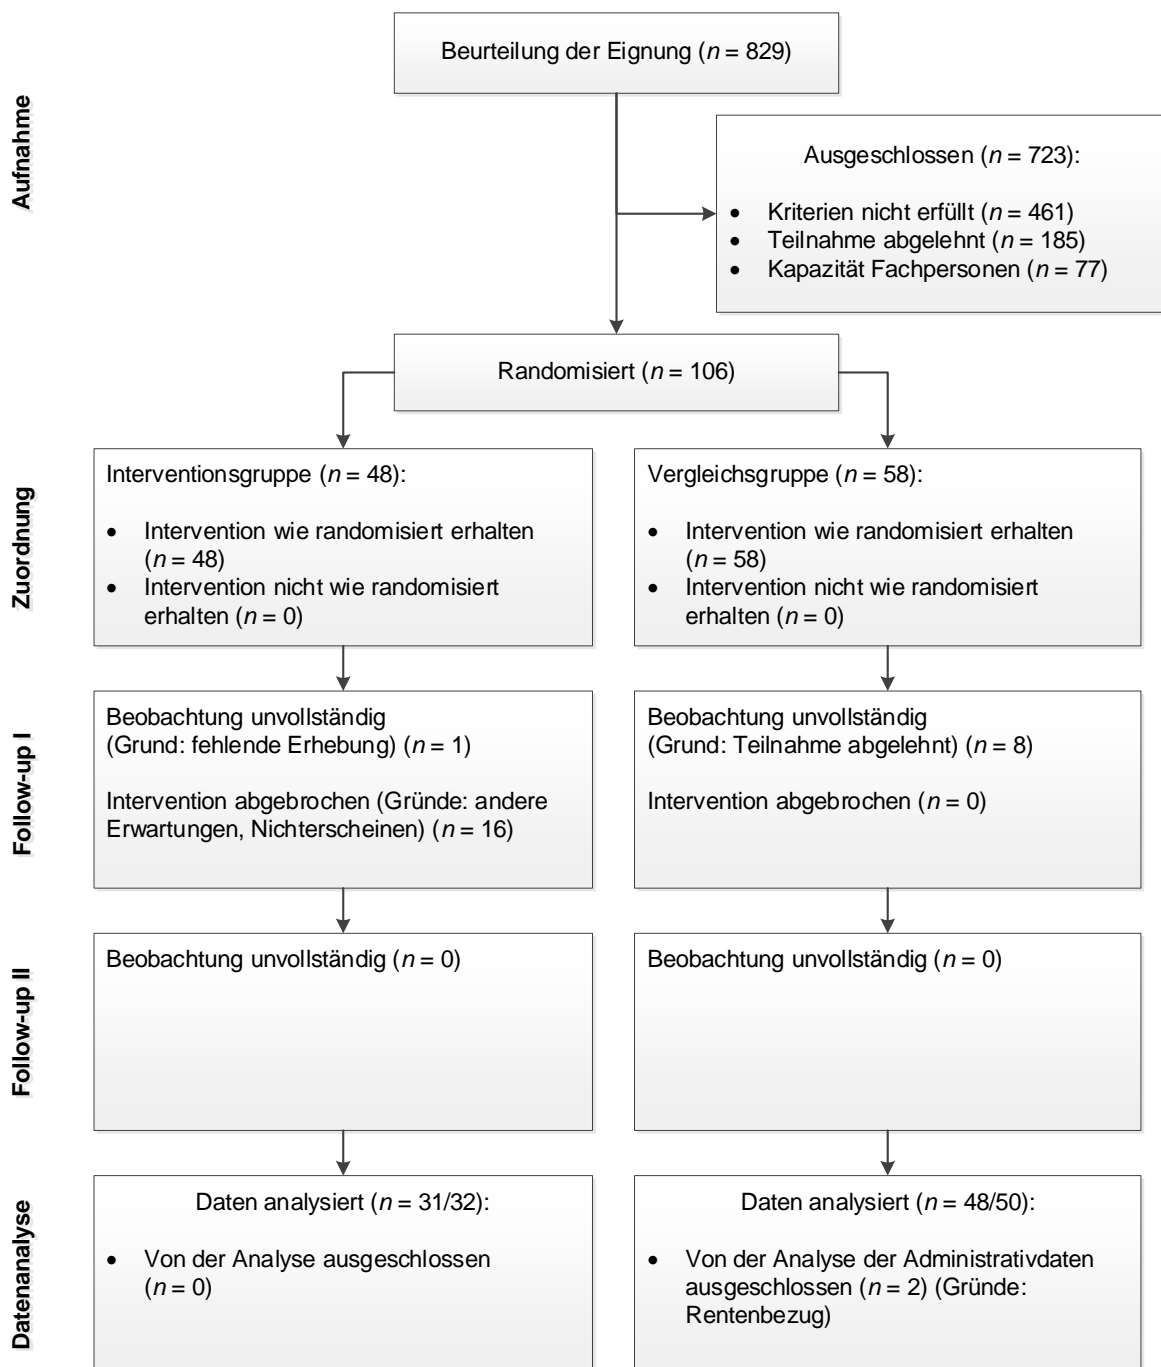 Beurteilung der Eignung (n = 829)
Aufnahme
Ausgeschlossen (n = 723):
• Kriterien nicht erfüllt (n = 461)
• Teilnahme abgelehnt (n = 185)
• Kapazität Fachpersonen (n = 77)
Randomisiert (n = 106)
Zuordnung
Interventionsgruppe (n = 48):
• Intervention wie randomisiert erhalten
(n = 48)
• Intervention nicht wie randomisiert
erhalten (n = 0)
Vergleichsgruppe (n = 58):
• Intervention wie randomisiert erhalten
(n = 58)
• Intervention nicht wie randomisiert
erhalten (n = 0)
Follow-up I
Beobachtung unvollständig
(Grund: fehlende Erhebung) (n = 1)
Intervention abgebrochen (Gründe: andere
Erwartungen, Nichterscheinen) (n = 16)
Beobachtung unvollständig
(Grund: Teilnahme abgelehnt) (n = 8)
Intervention abgebrochen (n = 0)
Follow-up II
Beobachtung unvollständig (n = 0)
Beobachtung unvollständig (n = 0)
Datenanalyse
Daten analysiert (n = 31/32):
• Von der Analyse ausgeschlossen
(n = 0)
Daten analysiert (n = 48/50):
• Von der Analyse der Administrativdaten
ausgeschlossen (n = 2) (Gründe:
Rentenbezug)